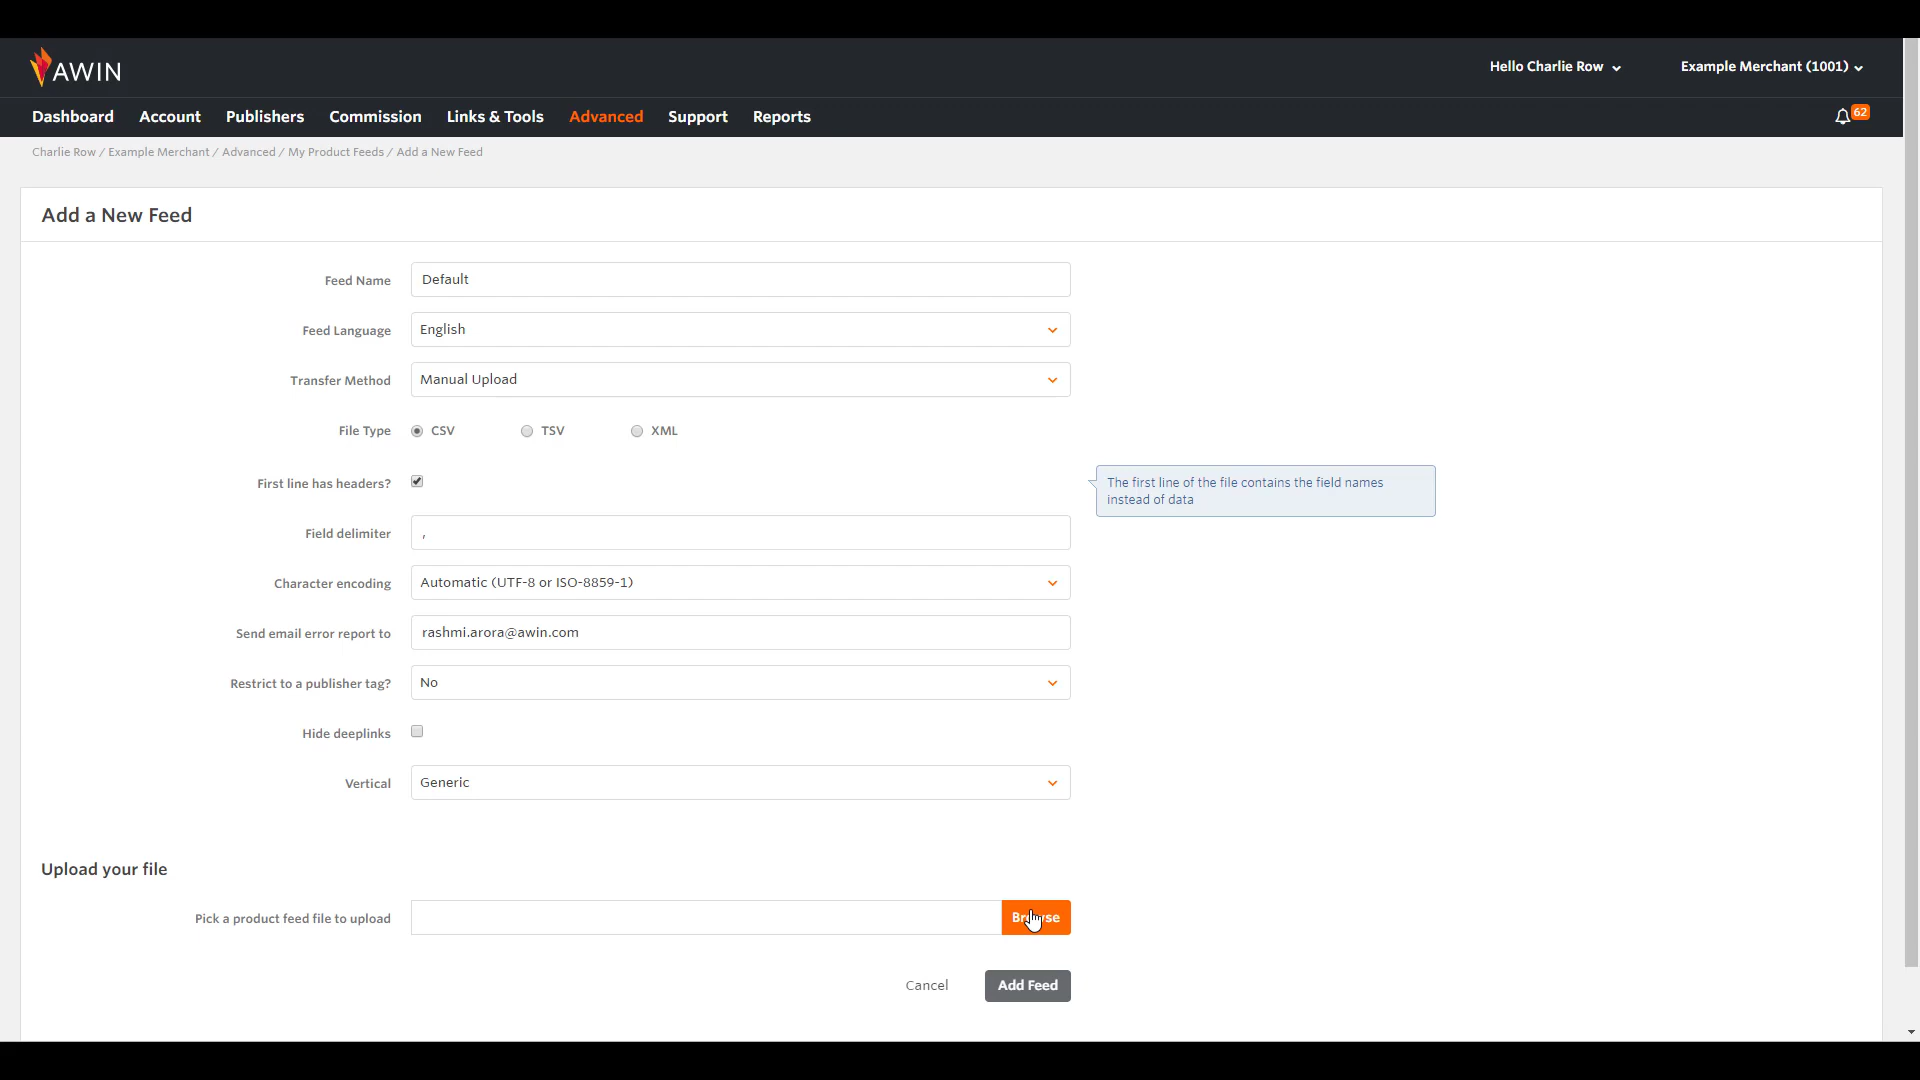 AWIN
Hello Charlie Row
Example Merchant (1001)
Dashboard Account Publishers Commission Links & Tools Advanced Support Reports
62
Charlie Row / Example Merchant / Advanced / My Product Feeds / Add a New Feed
Add a New Feed
Feed Name Default
Feed Language English
Transfer Method Manual Upload
File Type CSV TSV XML
First line has headers?
The first line of the file contains the field names
instead of data
Field delimiter ,
Character encoding Automatic (UTF-8 or ISO-8859-1)
Send email error report to rashmi.arora@awin.com
Restrict to a publisher tag? No
Hide deeplinks
Vertical Generic
Upload your file
Pick a product feed file to upload Browse
Cancel Add Feed